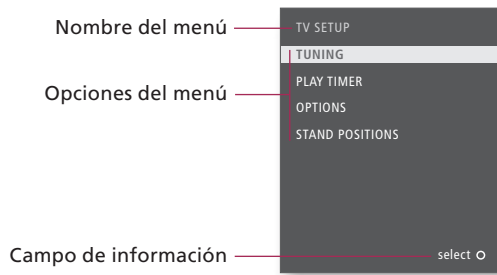 Nombre del menú
TV SETUP
TUNING
Opciones del menú
PLAY TIMER
OPTIONS
STAND POSITIONS
Campo de información
select